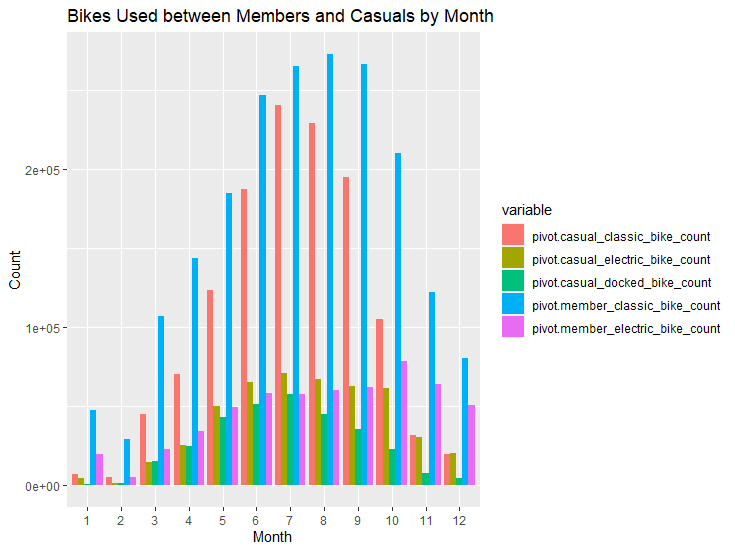 Bikes Used between Members and Casuals by Month
Count
2e+05
1e+05
0e+00
1 2 3 4 5 6 7 8 9 10 11 12
Month
variable
pivot.casual_classic_bike_count
pivot.casual_electric_bike_count
pivot.casual_docked_bike_count
pivot.member_classic_bike_count
pivot.member_electric_bike_count